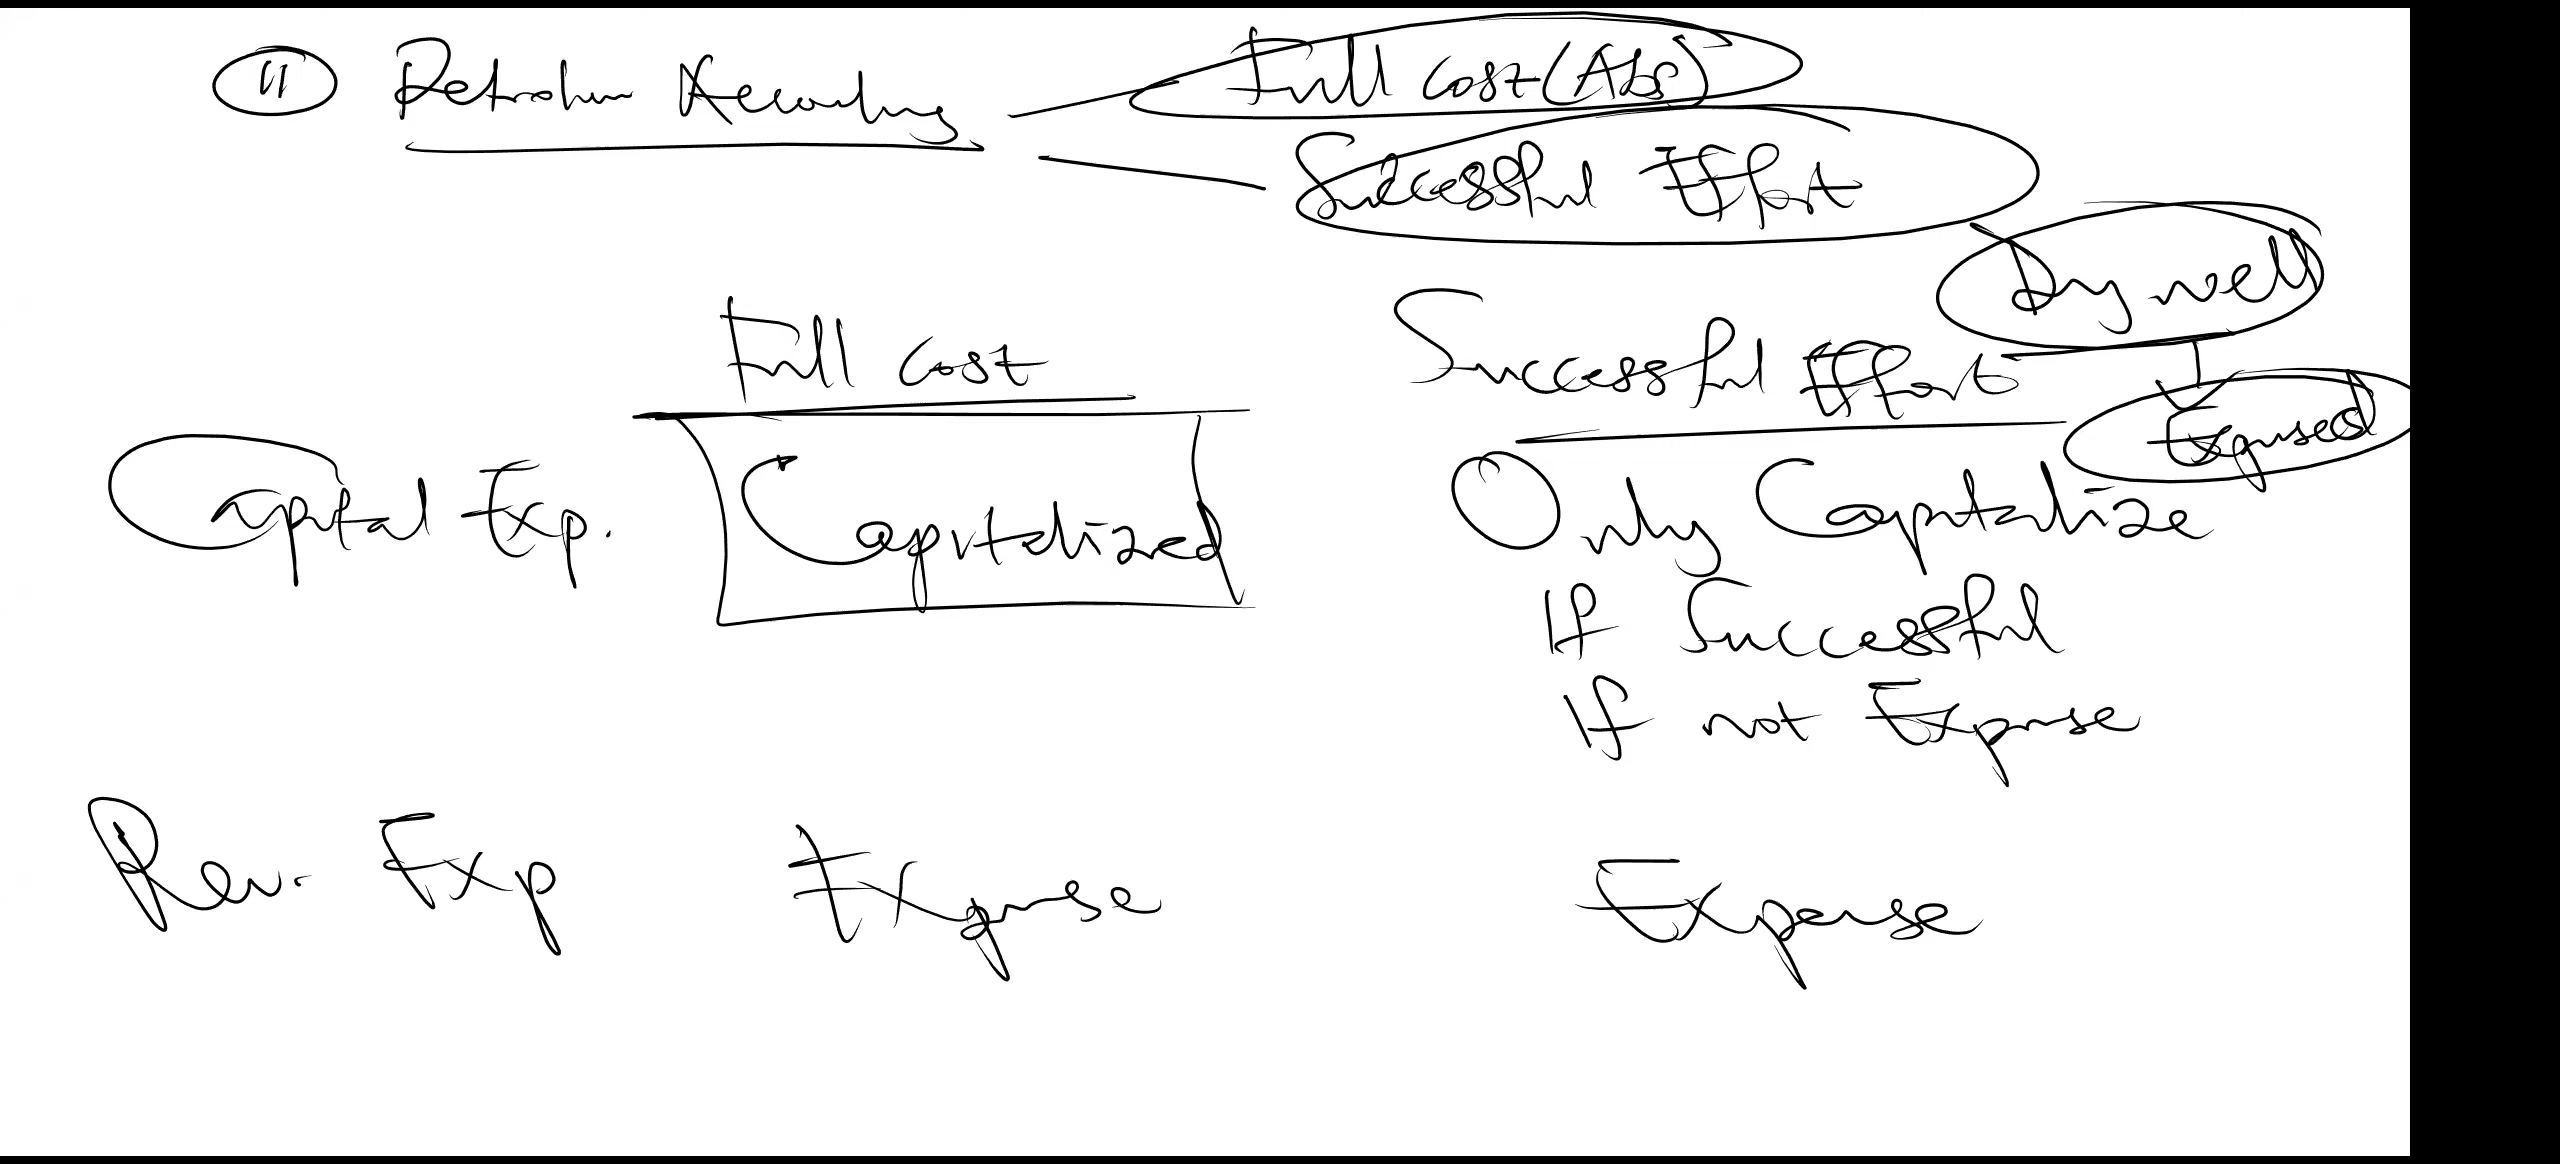 11 Petroleum Accounting
Full Cost (Abs)
Successful Effort
Dry well
Expensed
Full Cost
Successful Effort
Capital Exp.
Capitalized
Only Capitalize
If Successful
If not Expense
Rev. Exp
Expense
Expense